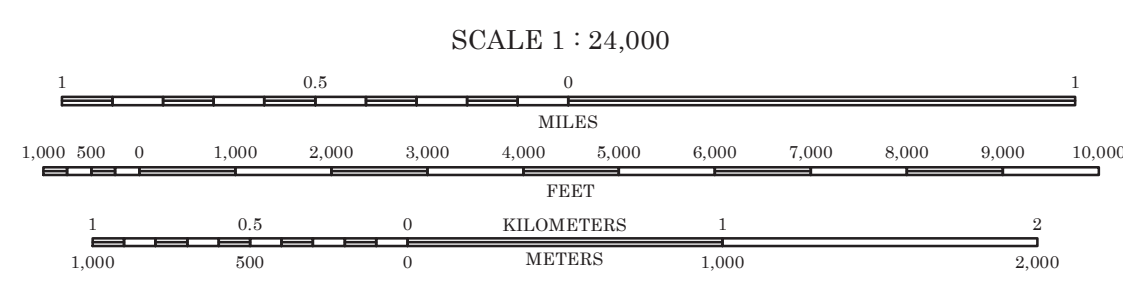 SCALE 1 : 24,000
1 0.5 0 1
MILES
1,000 500 0 1,000 2,000 3,000 4,000 5,000 6,000 7,000 8,000 9,000 10,000
FEET
1 0.5 0 KILOMETERS 1 2
1,000 500 0 METERS 1,000 2,000